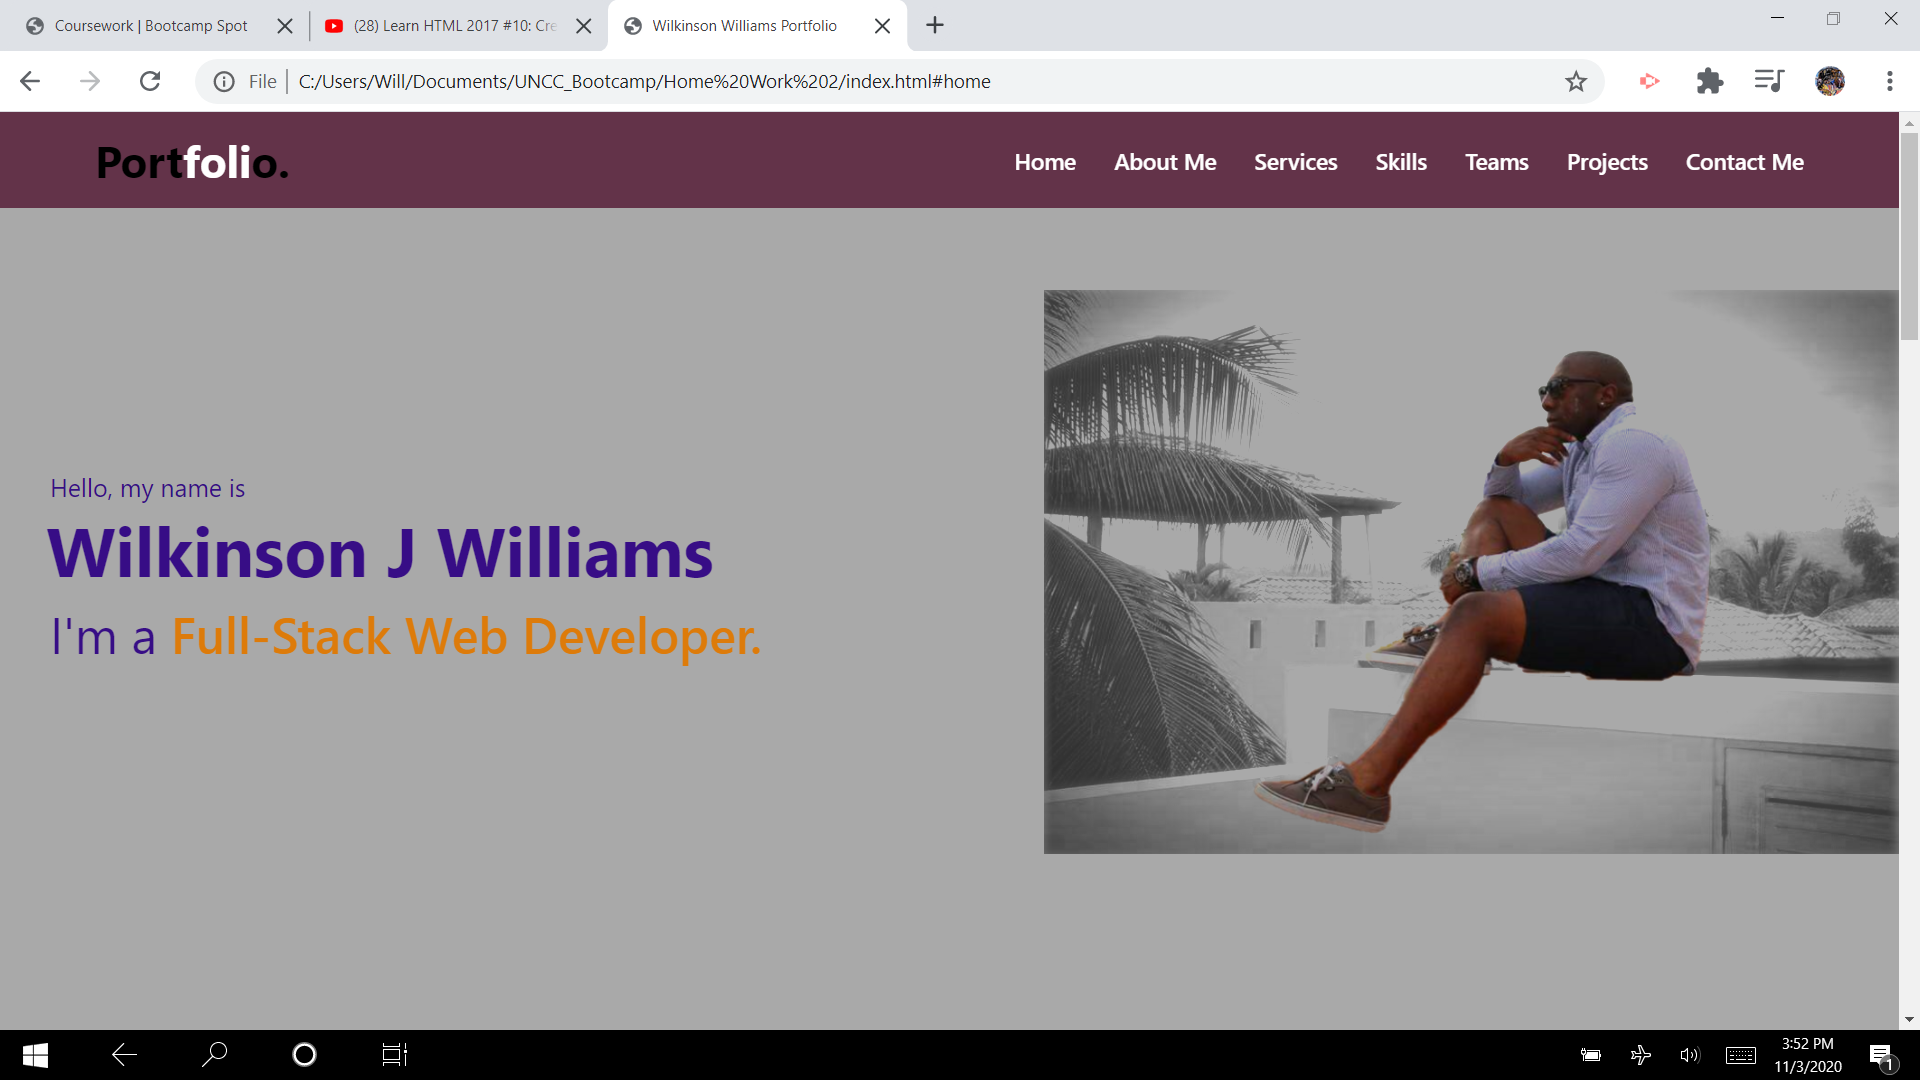 Coursework | Bootcamp Spot
(28) Learn HTML 2017 #10: Cre
Wilkinson Williams Portfolio
File
C:/Users/Will/Documents/UNCC_Bootcamp/Home%20Work%202/index.html#home
Portfolio.
Home About Me Services Skills Teams Projects Contact Me
Hello, my name is
Wilkinson J Williams
I'm a Full-Stack Web Developer.
3:52 PM
11/3/2020
1